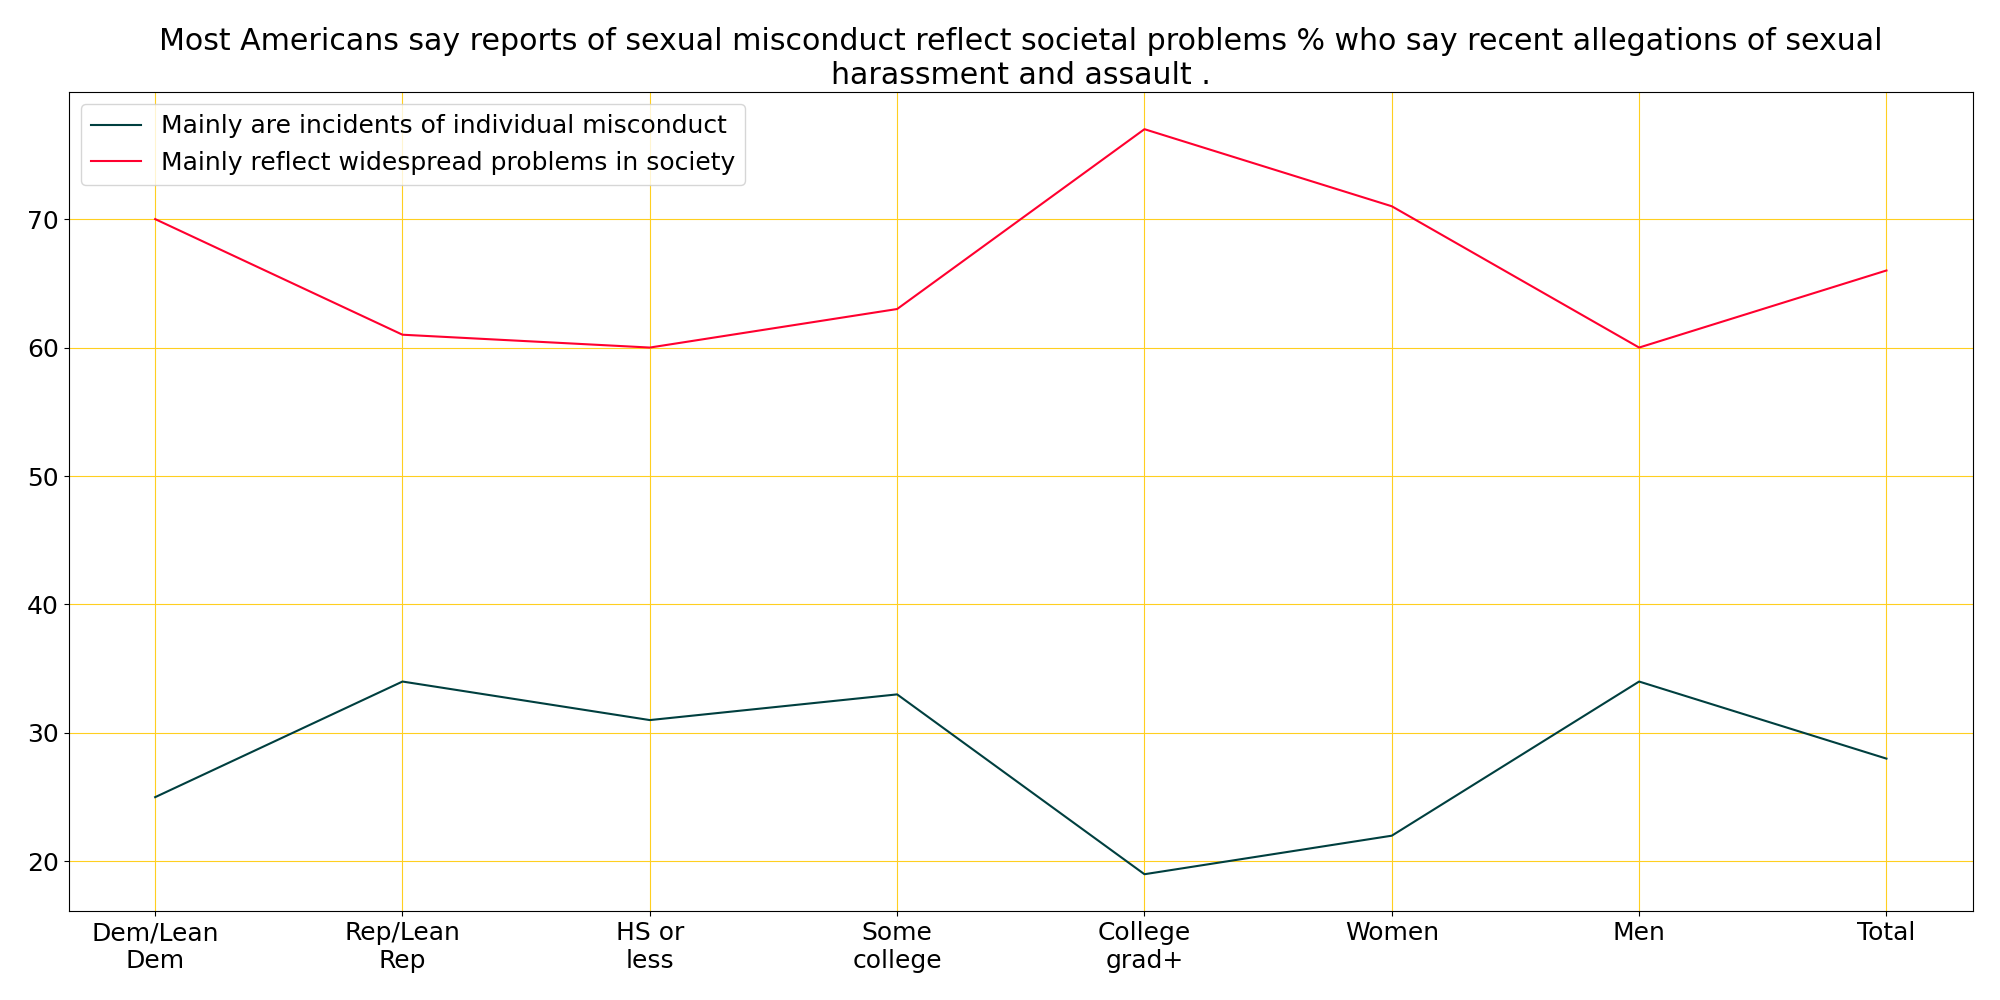 Most Americans say reports of sexual misconduct reflect societal problems % who say recent allegations of sexual
harassment and assault .
Mainly are incidents of individual misconduct
Mainly reflect widespread problems in society
70
60
50
40
30
20
Dem/Lean
Dem
Rep/Lean
Rep
HS or
less
Some
college
College
grad+
Women
Men
Total